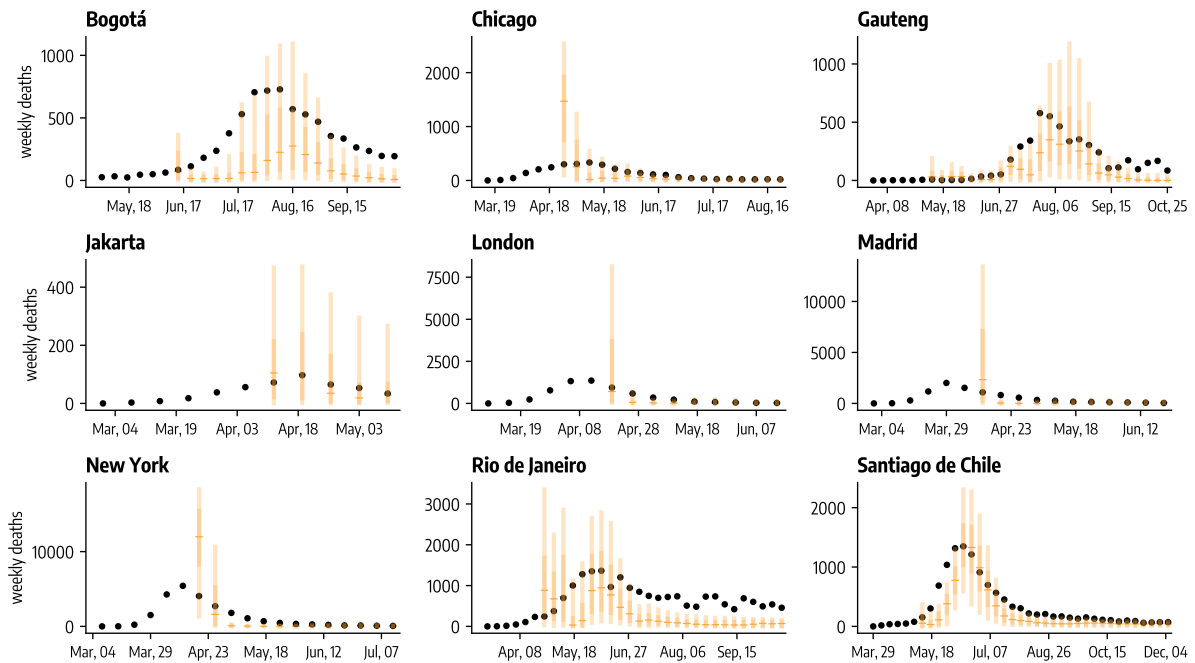 Bogotá
Chicago
Gauteng
weekly deaths
1000
500
0
May, 18 Jun, 17 Jul, 17 Aug, 16 Sep, 15
2000
1000
0
Mar, 19 Apr, 18 May, 18 Jun, 17 Jul, 17 Aug, 16
1000
500
0
Apr, 08 May, 18 Jun, 27 Aug, 06 Sep, 15 Oct, 25
Jakarta
London
Madrid
weekly deaths
400
200
0
Mar, 04 Mar, 19 Apr, 03 Apr, 18 May, 03
7500
5000
2500
0
Mar, 19 Apr, 08 Apr, 28 May, 18 Jun, 07
10000
5000
0
Mar, 04 Mar, 29 Apr, 23 May, 18 Jun, 12
New York
Rio de Janeiro
Santiago de Chile
weekly deaths
10000
0
Mar, 04 Mar, 29 Apr, 23 May, 18 Jun, 12 Jul, 07
3000
2000
1000
0
Apr, 08 May, 18 Jun, 27 Aug, 06 Sep, 15
2000
1000
0
Mar, 29 May, 18 Jul, 07 Aug, 26 Oct, 15 Dec, 04